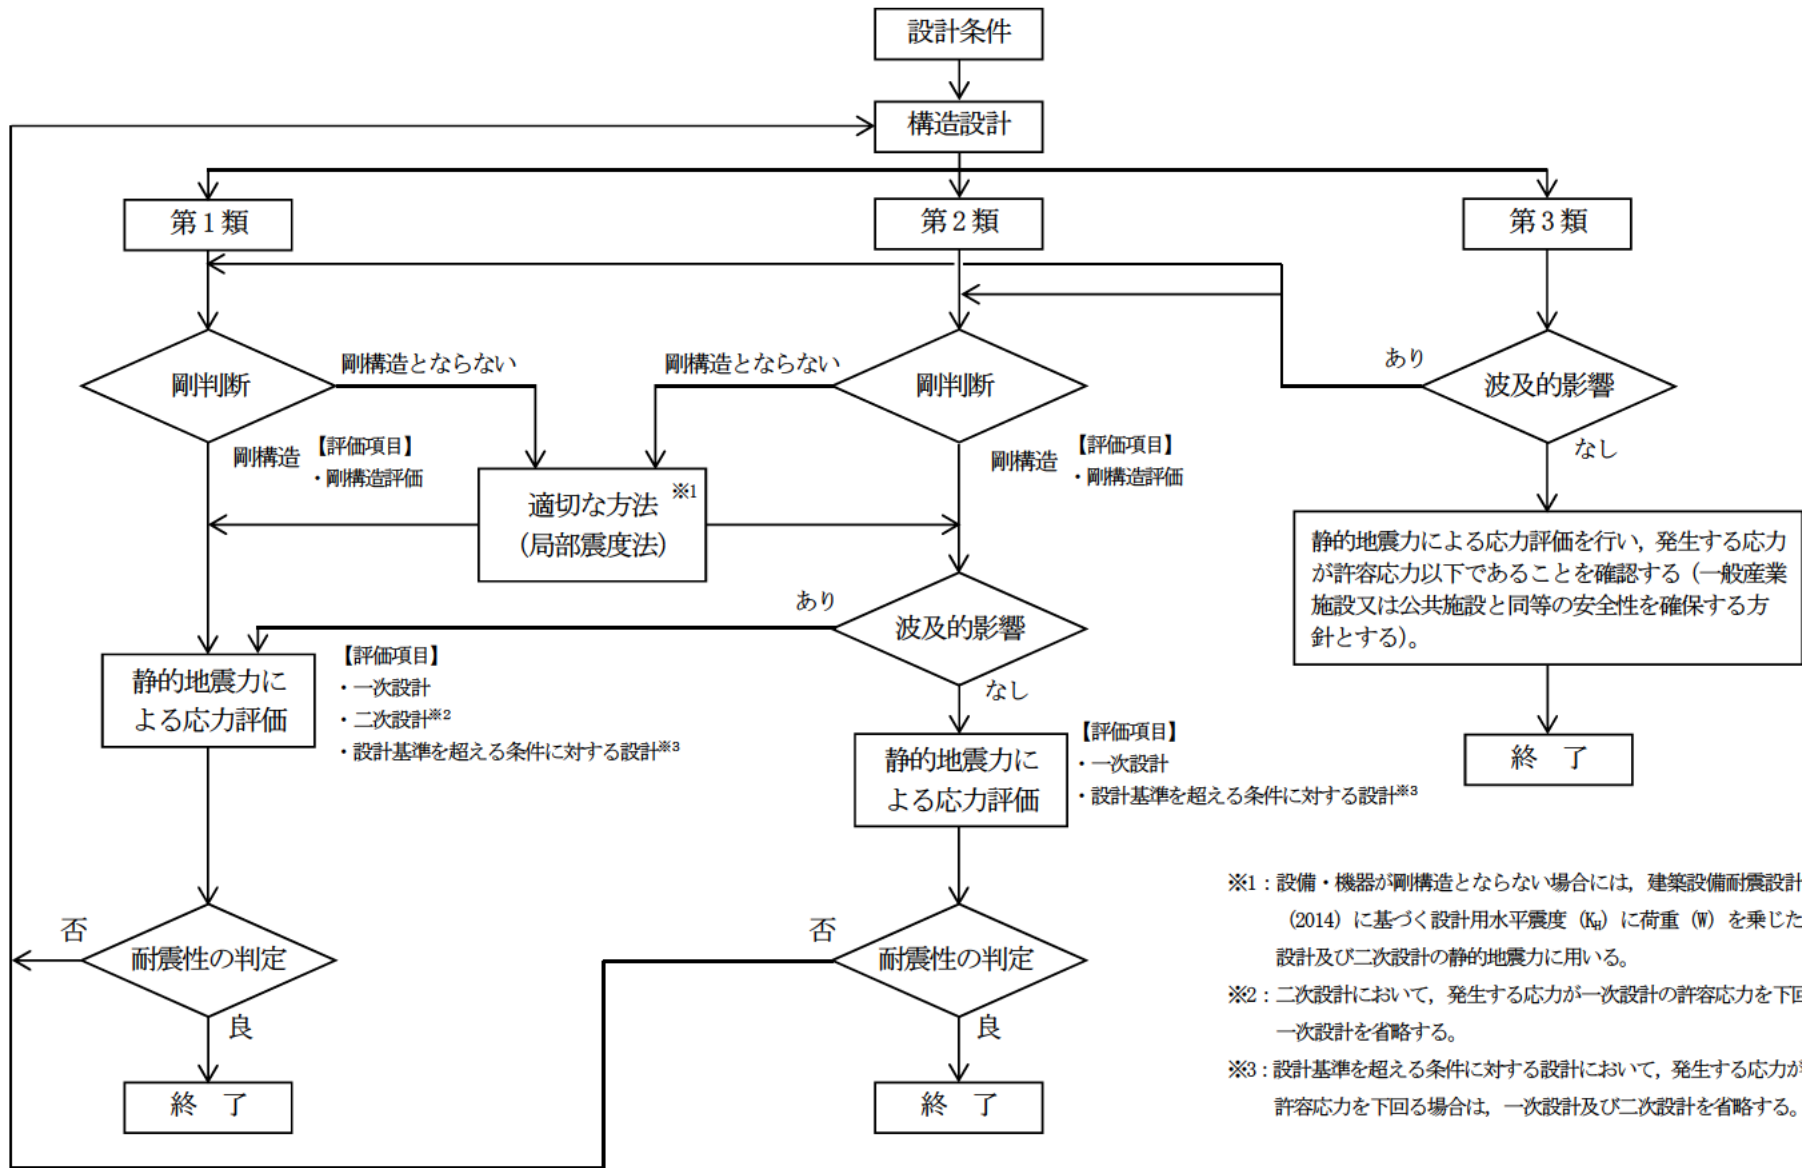 設計条件
構造設計
第1類
第2類
第3類
剛判断
剛構造とならない
剛構造とならない
剛判断
あり
波及的影響
剛構造
【評価項目】
・剛構造評価
剛構造
【評価項目】
・剛構造評価
なし
適切な方法※1
(局部震度法)
静的地震力による応力評価を行い，発生する応力
が許容応力以下であることを確認する（一般産業
施設又は公共施設と同等の安全性を確保する方
針とする)。
あり
波及的影響
なし
静的地震力に
よる応力評価
【評価項目】
・一次設計
・二次設計※2
・設計基準を超える条件に対する設計※3
静的地震力に
よる応力評価
【評価項目】
・一次設計
・設計基準を超える条件に対する設計※3
終　了
否
耐震性の判定
良
終　了
否
耐震性の判定
良
終　了
※1：設備・機器が剛構造とならない場合には，建築設備耐震設計
（2014）に基づく設計用水平震度（KH）に荷重（W）を乗じた
設計及び二次設計の静的地震力に用いる。
※2：二次設計において，発生する応力が一次設計の許容応力を下回
一次設計を省略する。
※3：設計基準を超える条件に対する設計において，発生する応力が
許容応力を下回る場合は，一次設計及び二次設計を省略する。